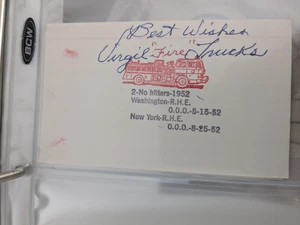 BCW
Best Wishes
Virgil "Fire" Trucks
2-No hitters-1952
Washington-R.H.E.
0.0.0.-5-15-52
New York-R.H.E.
0.0.0.-8-25-52